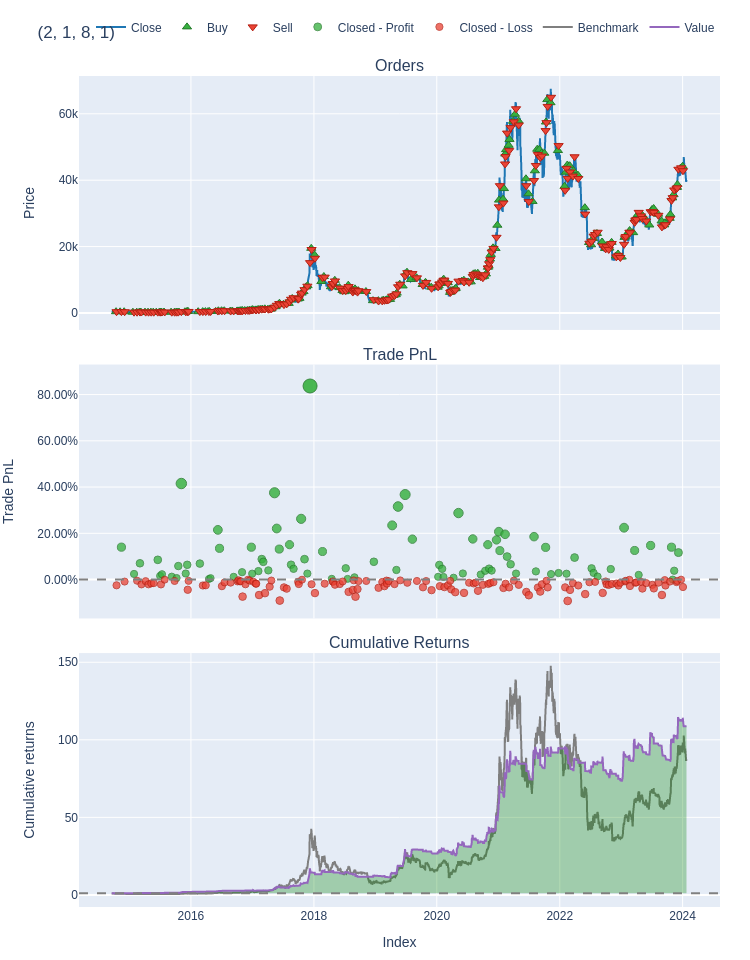 (2, 1, 8, 1)
Close Buy Sell Closed - Profit Closed - Loss Benchmark Value
Orders
60k
40k
20k
0
Price
Trade PnL
80.00%
60.00%
40.00%
20.00%
0.00%
Trade PnL
Cumulative Returns
150
100
50
0
Cumulative returns
2016 2018 2020 2022 2024
Index